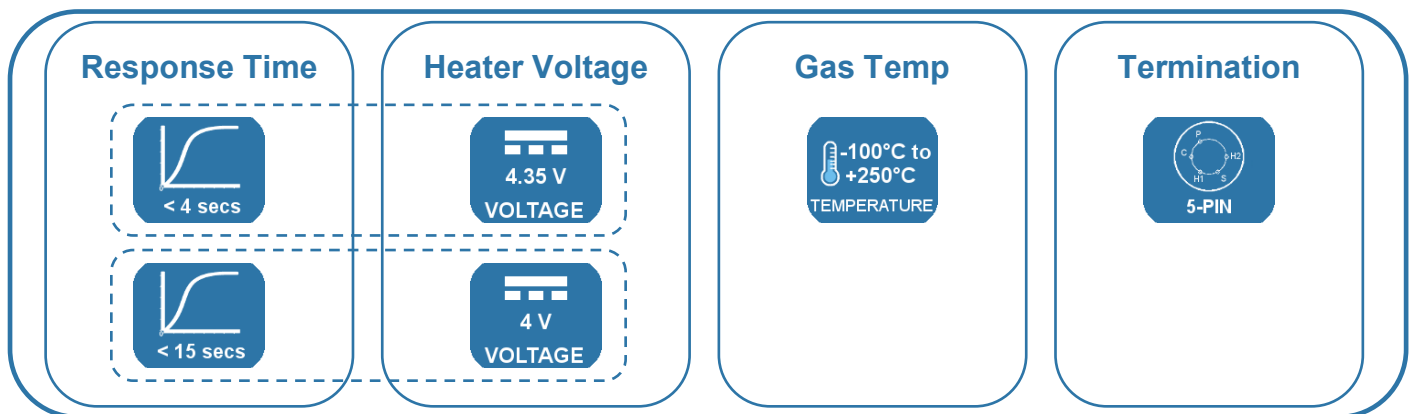 Response Time
Heater Voltage
Gas Temp
Termination
< 4 secs
4.35 V
VOLTAGE
-100°C to
+250°C
TEMPERATURE
P
C
H2
H1
S
5-PIN
< 15 secs
4 V
VOLTAGE